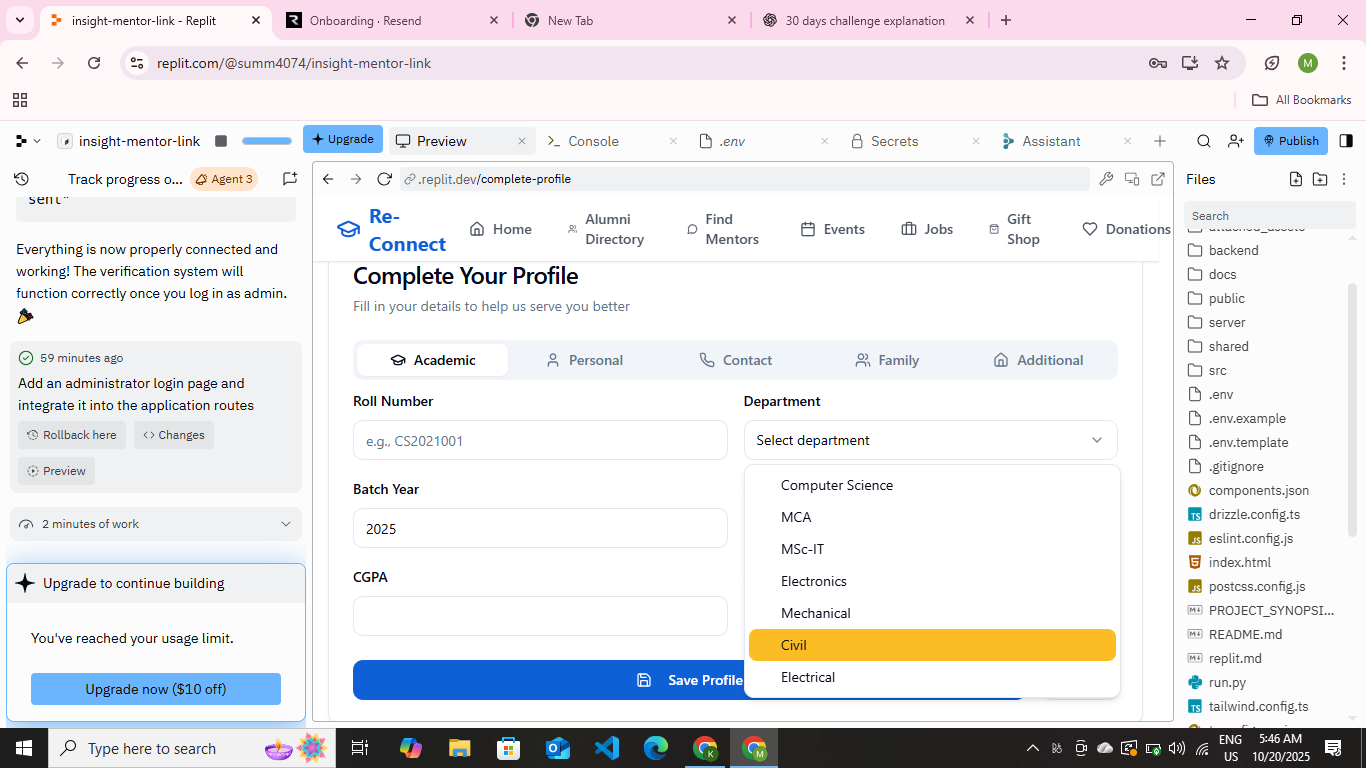 insight-mentor-link - Replit
Onboarding · Resend
New Tab
30 days challenge explanation
replit.com/@summ4074/insight-mentor-link
M
All Bookmarks
insight-mentor-link
Upgrade
Preview
Console
.env
Secrets
Assistant
Publish
Track progress o...
Agent 3
.replit.dev/complete-profile
Files
sent"
Everything is now properly connected and
working! The verification system will
function correctly once you log in as admin.
59 minutes ago
Add an administrator login page and
integrate it into the application routes
Rollback here
Changes
Preview
2 minutes of work
Upgrade to continue building
You've reached your usage limit.
Upgrade now ($10 off)
Re-
Connect
Home
Alumni
Directory
Find
Mentors
Events
Jobs
Gift
Shop
Donations
Complete Your Profile
Fill in your details to help us serve you better
Academic
Personal
Contact
Family
Additional
Roll Number
e.g., CS2021001
Department
Select department
Computer Science
MCA
MSc-IT
Electronics
Mechanical
Civil
Electrical
Batch Year
2025
CGPA
Save Profile
Search
attached_assets
backend
docs
public
server
shared
src
.env
.env.example
.env.template
.gitignore
components.json
drizzle.config.ts
eslint.config.js
index.html
postcss.config.js
PROJECT_SYNOPSI...
README.md
replit.md
run.py
tailwind.config.ts
Type here to search
ENG
US
5:46 AM
10/20/2025